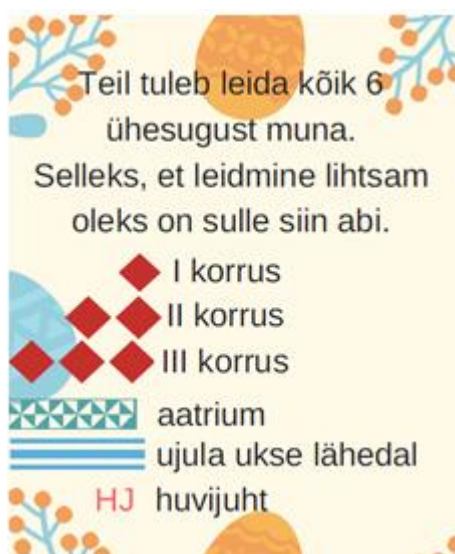 Teil tuleb leida kõik 6
ühesugust muna.
Selleks, et leidmine lihtsam
oleks on sulle siin abi.
I korrus
II korrus
III korrus
aatrium
ujula ukse lähedal
HJ huvijuht